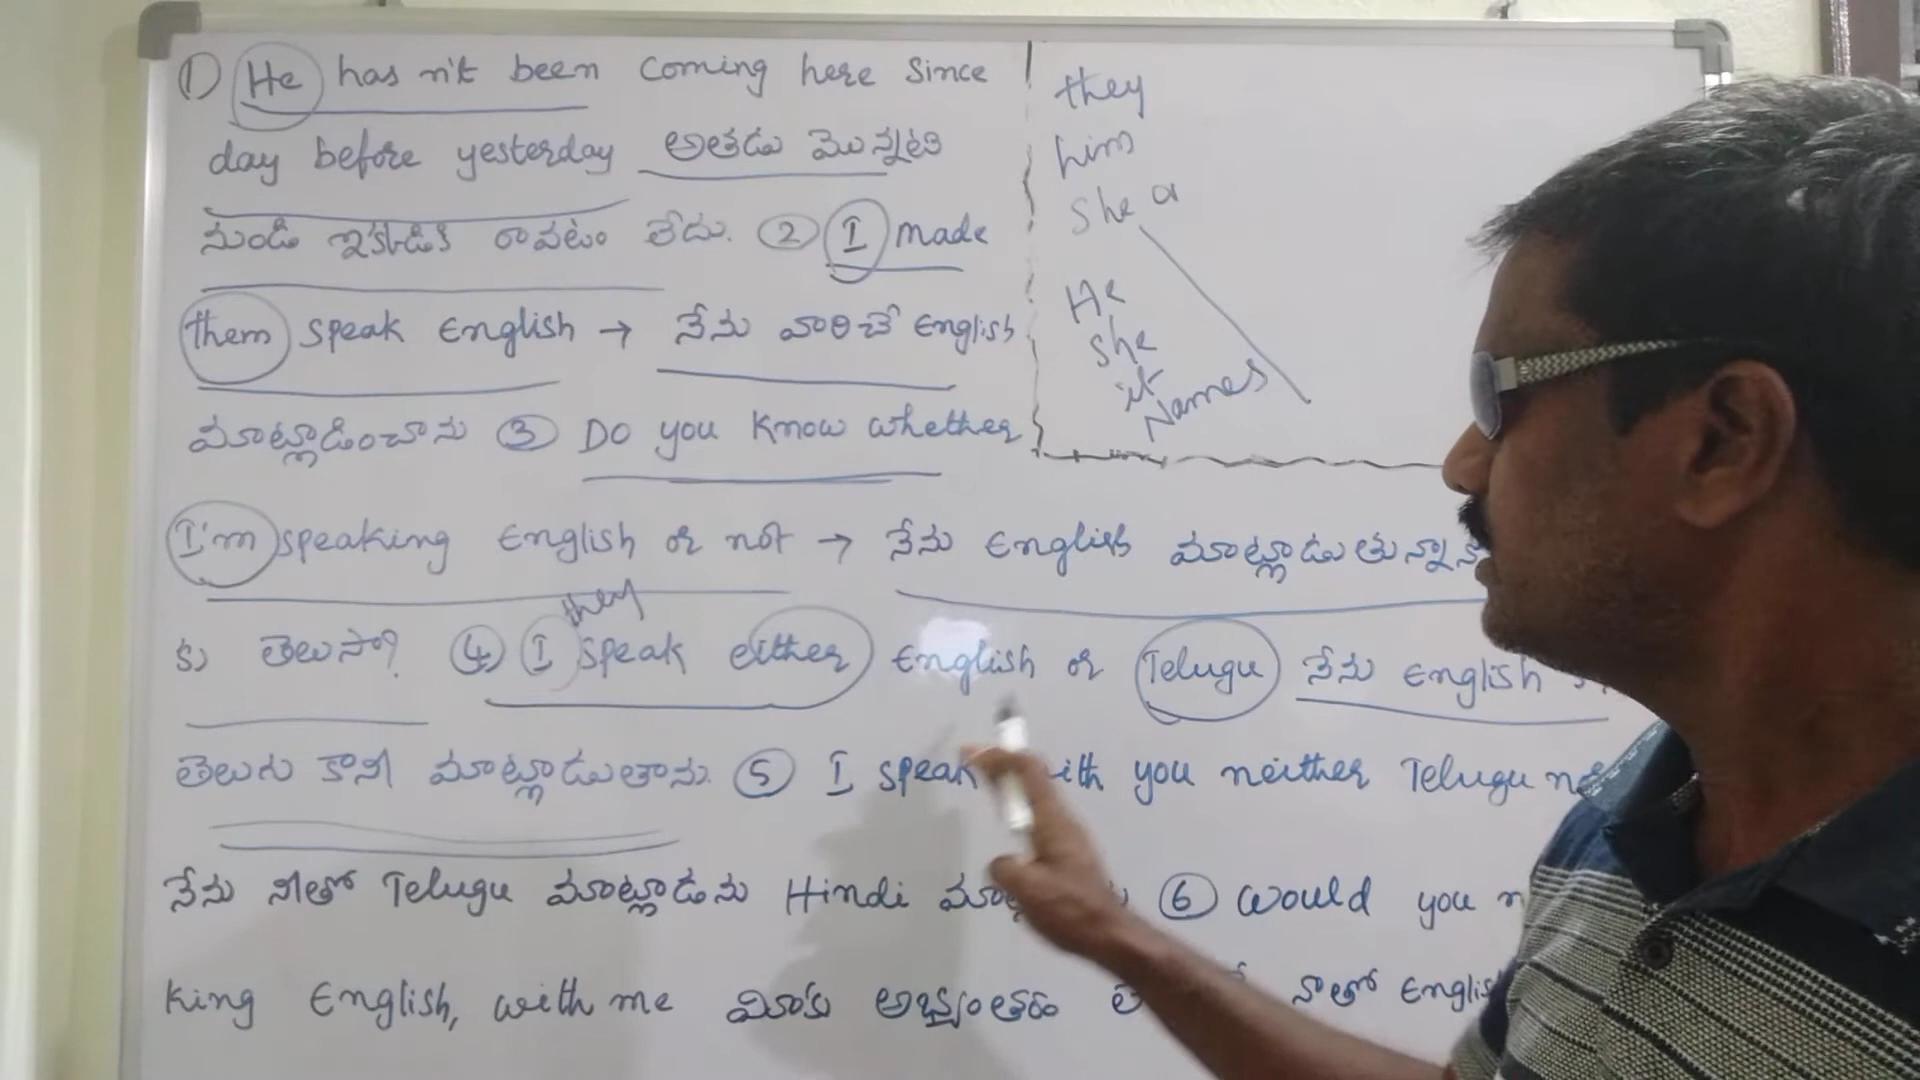 1) He has n't been coming here since
day before yesterday అతడు మొన్నటి
నుండి ఇక్కడికి రావటం లేదు. 2 I made
them speak English → నేను వారిచే English
మాట్లాడించాను 3 Do you know whether
I'm speaking English or not → నేను English మాట్లాడుతున్నా
కు తెలుసా? 4 I they speak either English or Telugu నేను English
తెలుగు కాని మాట్లాడుతాను. 5 I speak with you neither Telugu
నేను నీతో Telugu మాట్లాడను Hindi 6 would you
king English, with me మీకు అభ్యంతరం నాతో
they
him
she a
He
she
it
Names